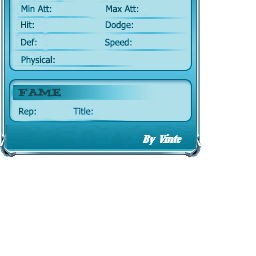 Min Att: Max Att:
Hit: Dodge:
Def: Speed:
Physical:
FAME
Rep: Title:
By Vinte